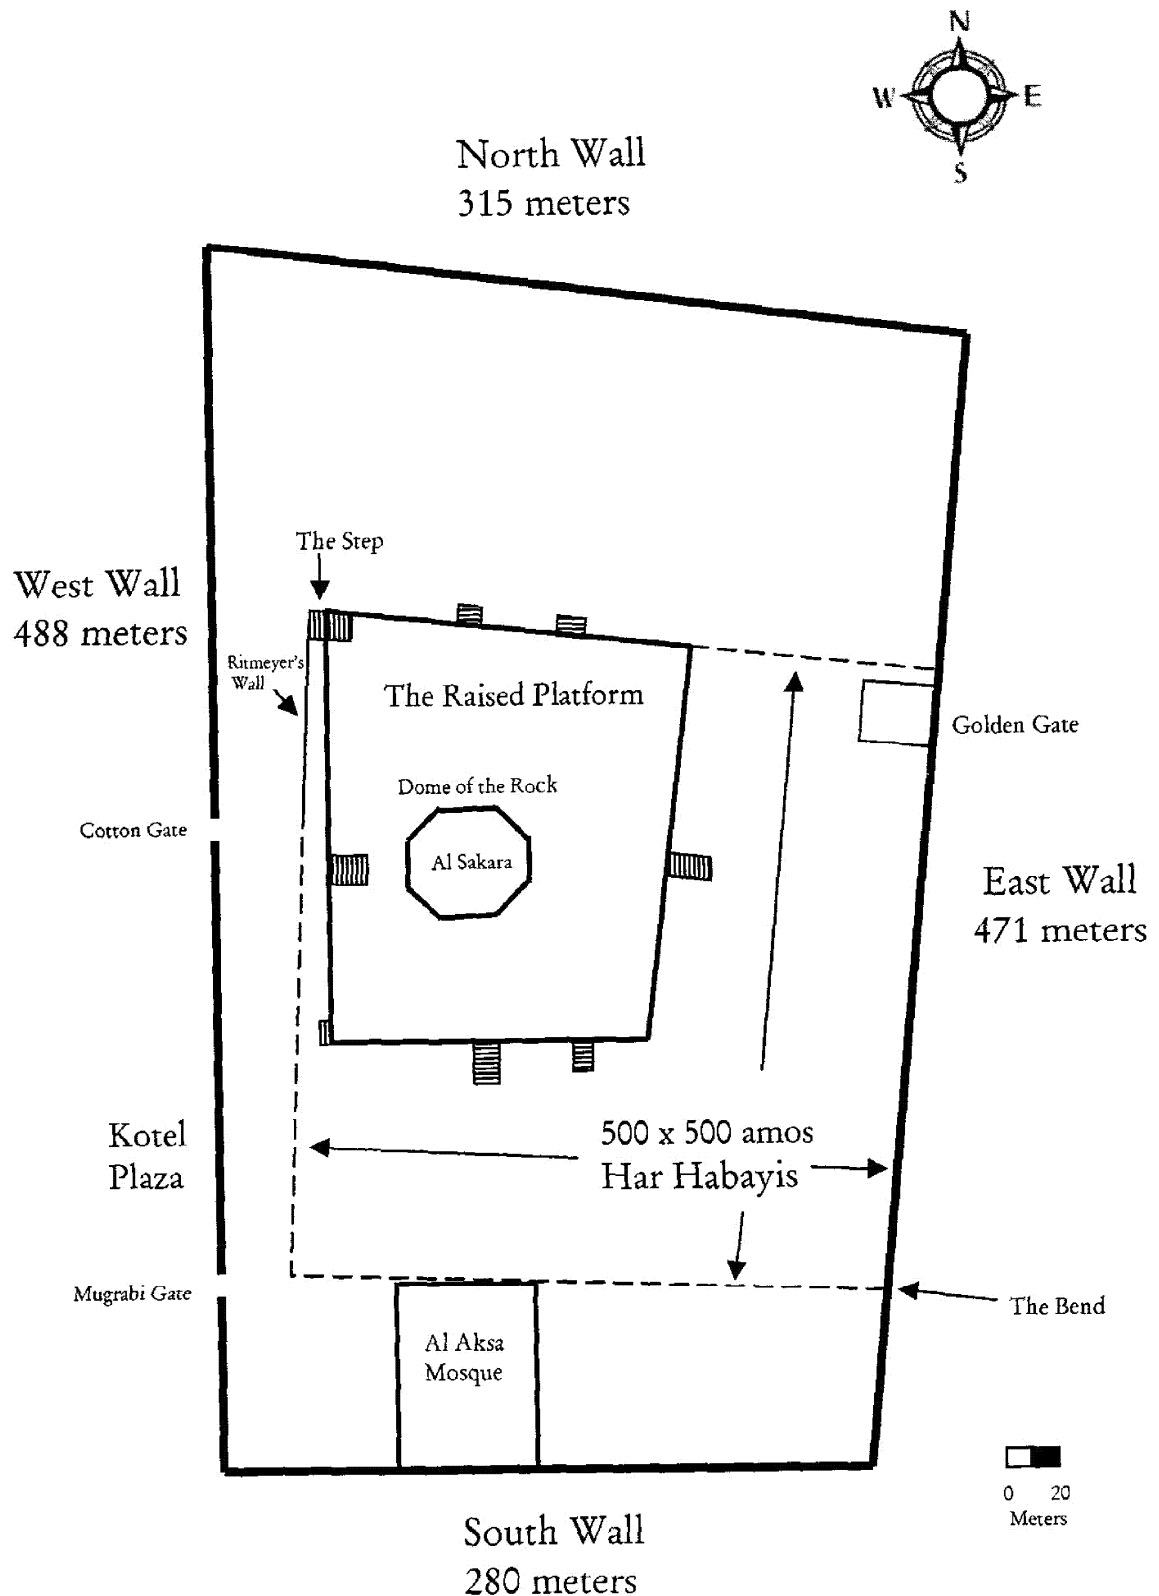 N
W E
S
North Wall
315 meters
The Step
West Wall
488 meters
Ritmeyer's
Wall
The Raised Platform
Golden Gate
Dome of the Rock
Cotton Gate
Al Sakara
East Wall
471 meters
Kotel
Plaza
500 x 500 amos
Har Habayis
Mugrabi Gate
The Bend
Al Aksa
Mosque
0 20
Meters
South Wall
280 meters